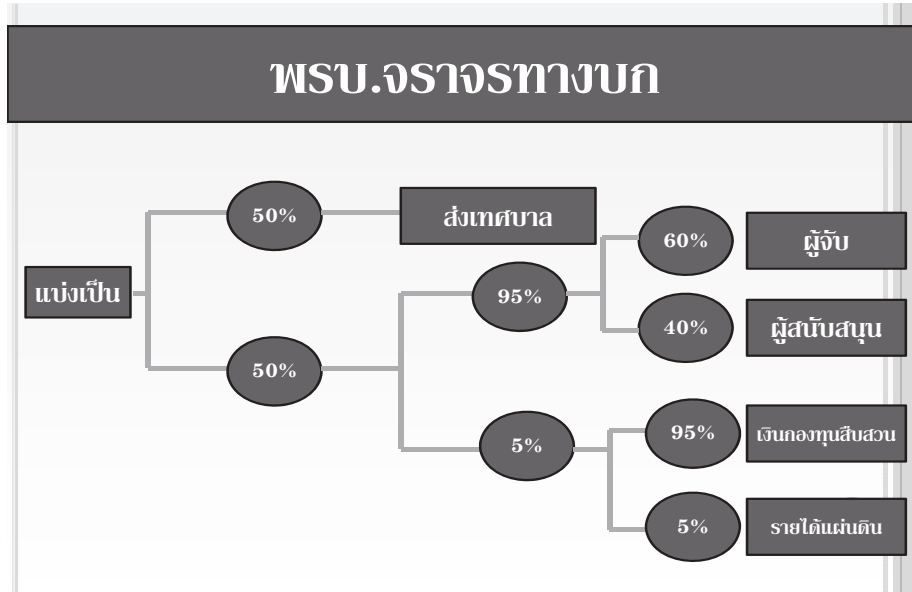 พรบ.จราจรทางบก
แบ่งเป็น
50%
ส่งเทศบาล
50%
95%
60%
ผู้จับ
40%
ผู้สนับสนุน
5%
95%
เงินกองทุนสืบสวน
5%
รายได้แผ่นดิน